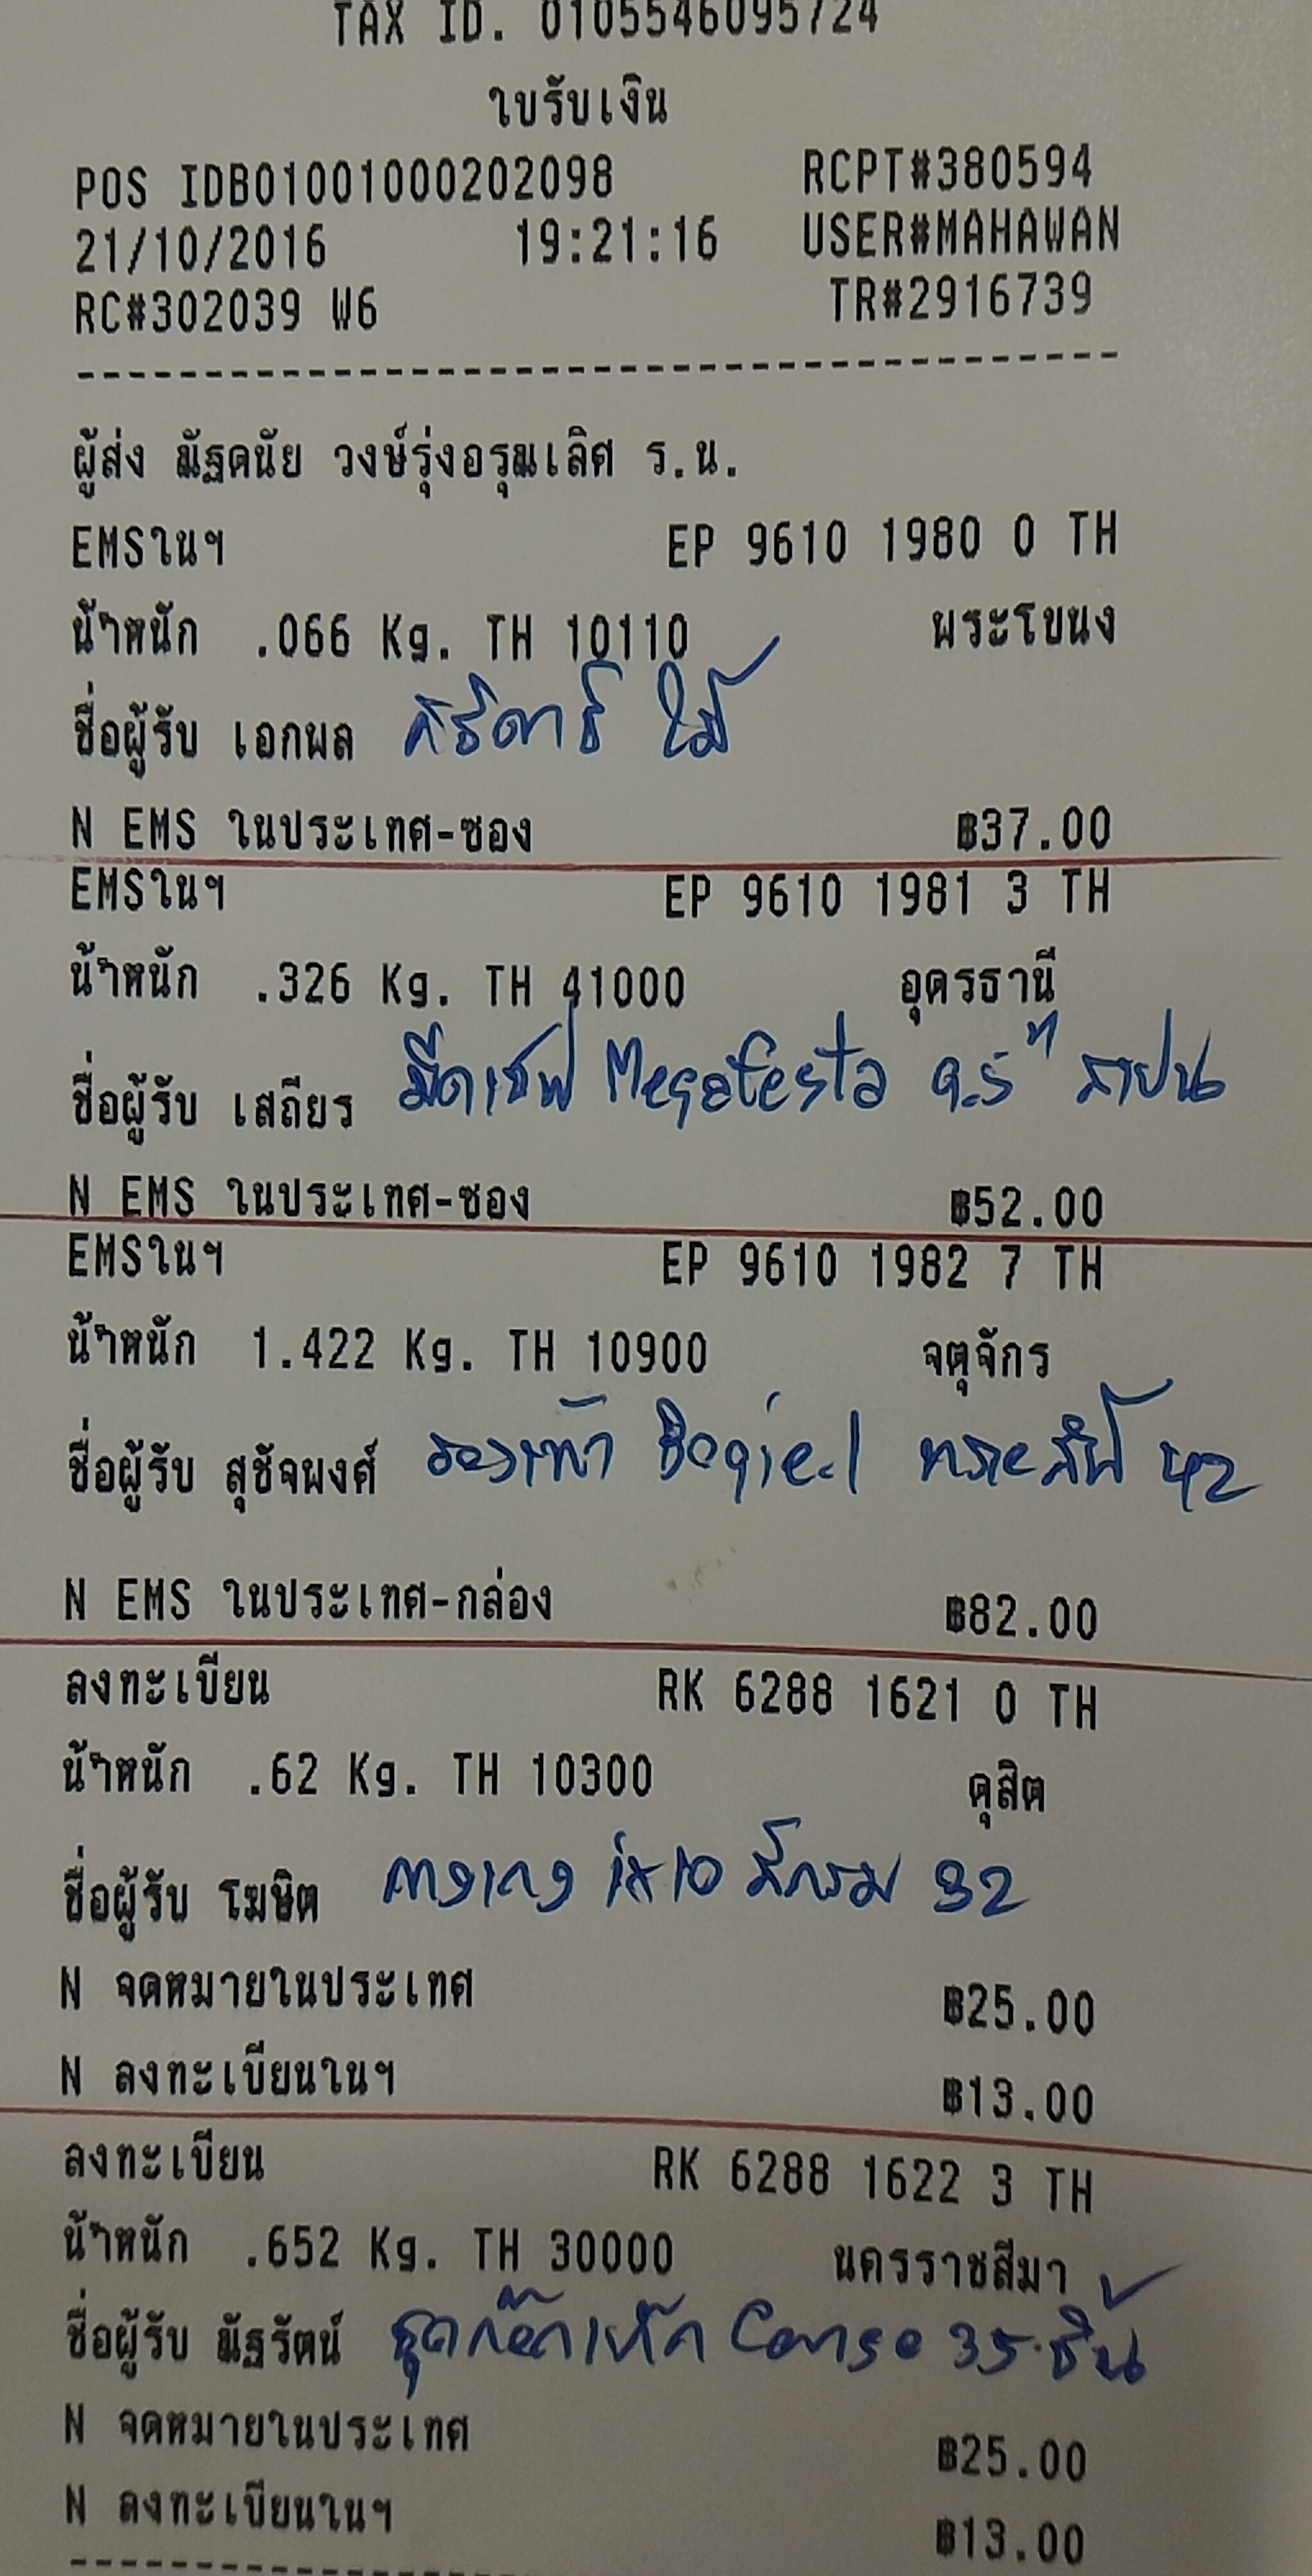 TAX ID. 0105546095724
ใบรับเงิน
POS IDB01001000202098 RCPT#380594
21/10/2016 19:21:16 USER#MAHAWAN
RC#302039 W6 TR#2916739
ผู้ส่ง ณัฐดนัย วงษ์รุ่งอรุณเลิศ ร.น.
EMSในฯ EP 9610 1980 0 TH
น้ำหนัก .066 Kg. TH 10110 พระโขนง
ชื่อผู้รับ เอกพล
N EMS ในประเทศ-ซอง ฿37.00
EMSในฯ EP 9610 1981 3 TH
น้ำหนัก .326 Kg. TH 41000 อุดรธานี
ชื่อผู้รับ เสถียร มีดเชฟ Megafesta 9.5"
N EMS ในประเทศ-ซอง ฿52.00
EMSในฯ EP 9610 1982 7 TH
น้ำหนัก 1.422 Kg. TH 10900 จตุจักร
ชื่อผู้รับ สุชัจพงศ์ รองเท้า 42
N EMS ในประเทศ-กล่อง ฿82.00
ลงทะเบียน RK 6288 1621 0 TH
น้ำหนัก .62 Kg. TH 10300 ดุสิต
ชื่อผู้รับ โฆษิต กางเกง 32
N จดหมายในประเทศ ฿25.00
N ลงทะเบียนในฯ ฿13.00
ลงทะเบียน RK 6288 1622 3 TH
น้ำหนัก .652 Kg. TH 30000 นครราชสีมา
ชื่อผู้รับ ณัฐรัตน์ 35 ชิ้น
N จดหมายในประเทศ ฿25.00
N ลงทะเบียนในฯ ฿13.00